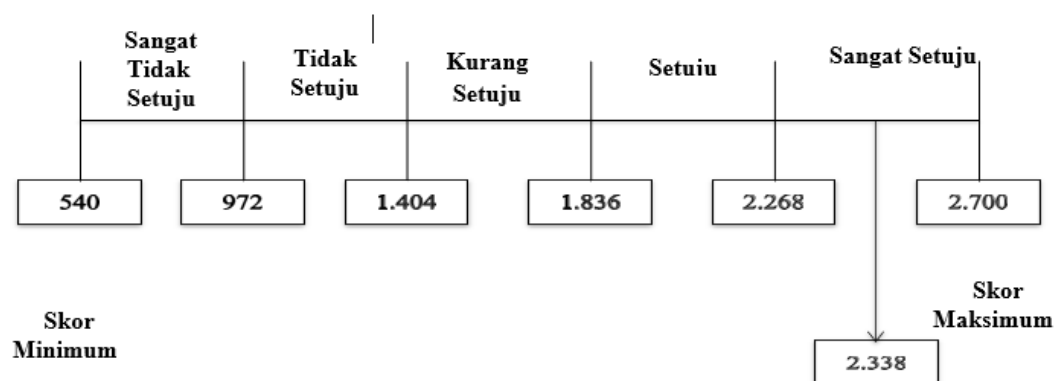 Sangat
Tidak
Setuju
Tidak
Setuju
Kurang
Setuju
Setuiu
Sangat Setuju
540
972
1.404
1.836
2.268
2.700
Skor
Minimum
Skor
Maksimum
2.338